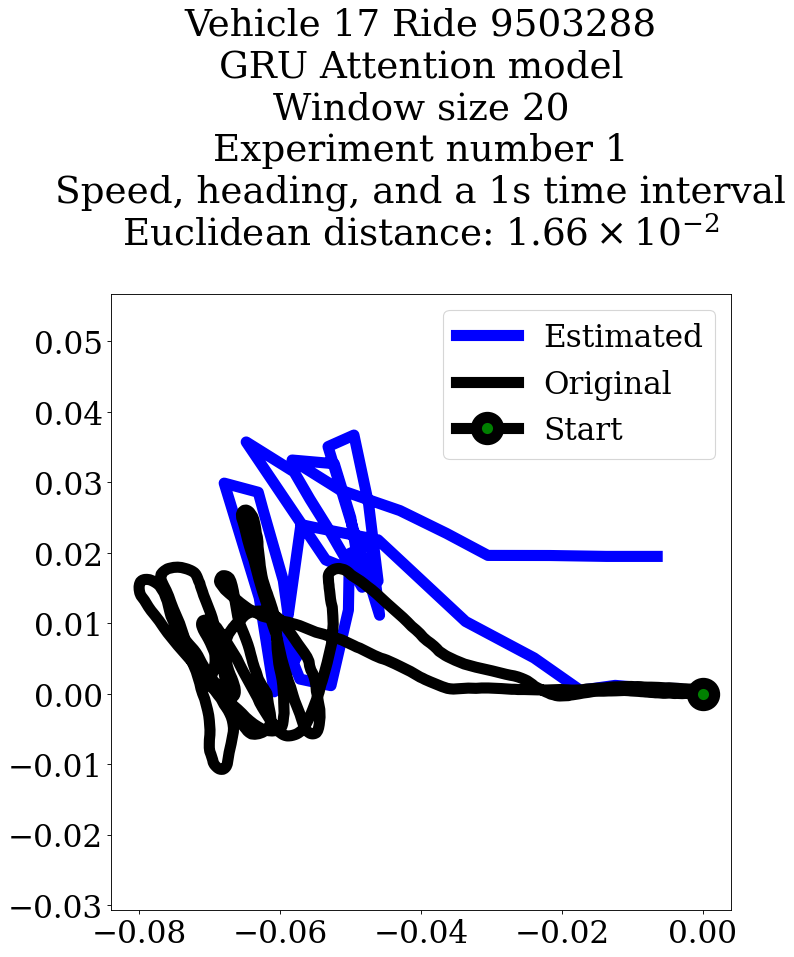 Vehicle 17 Ride 9503288
GRU Attention model
Window size 20
Experiment number 1
Speed, heading, and a 1s time interval
Euclidean distance: 1.66 × 10⁻²
Estimated
Original
Start
0.05
0.04
0.03
0.02
0.01
0.00
−0.01
−0.02
−0.03
−0.08 −0.06 −0.04 −0.02 0.00